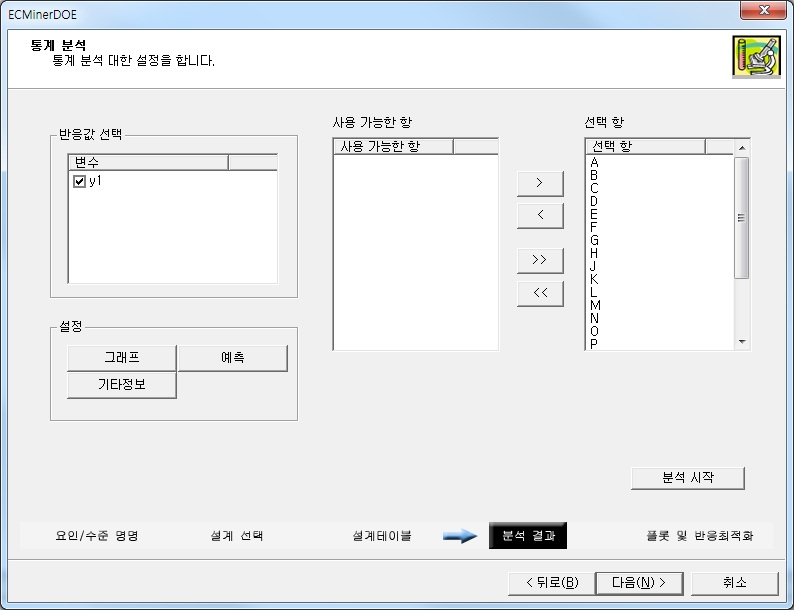 ECMinerDOE
통계 분석
통계 분석 대한 설정을 합니다.
반응값 선택
변수
y1
설정
그래프
예측
기타정보
사용 가능한 항
사용 가능한 항
>
<
>>
<<
선택 항
선택 항
A
B
C
D
E
F
G
H
J
K
L
M
N
O
P
분석 시작
요인/수준 명명
설계 선택
설계테이블
분석 결과
플롯 및 반응최적화
< 뒤로(B)
다음(N) >
취소